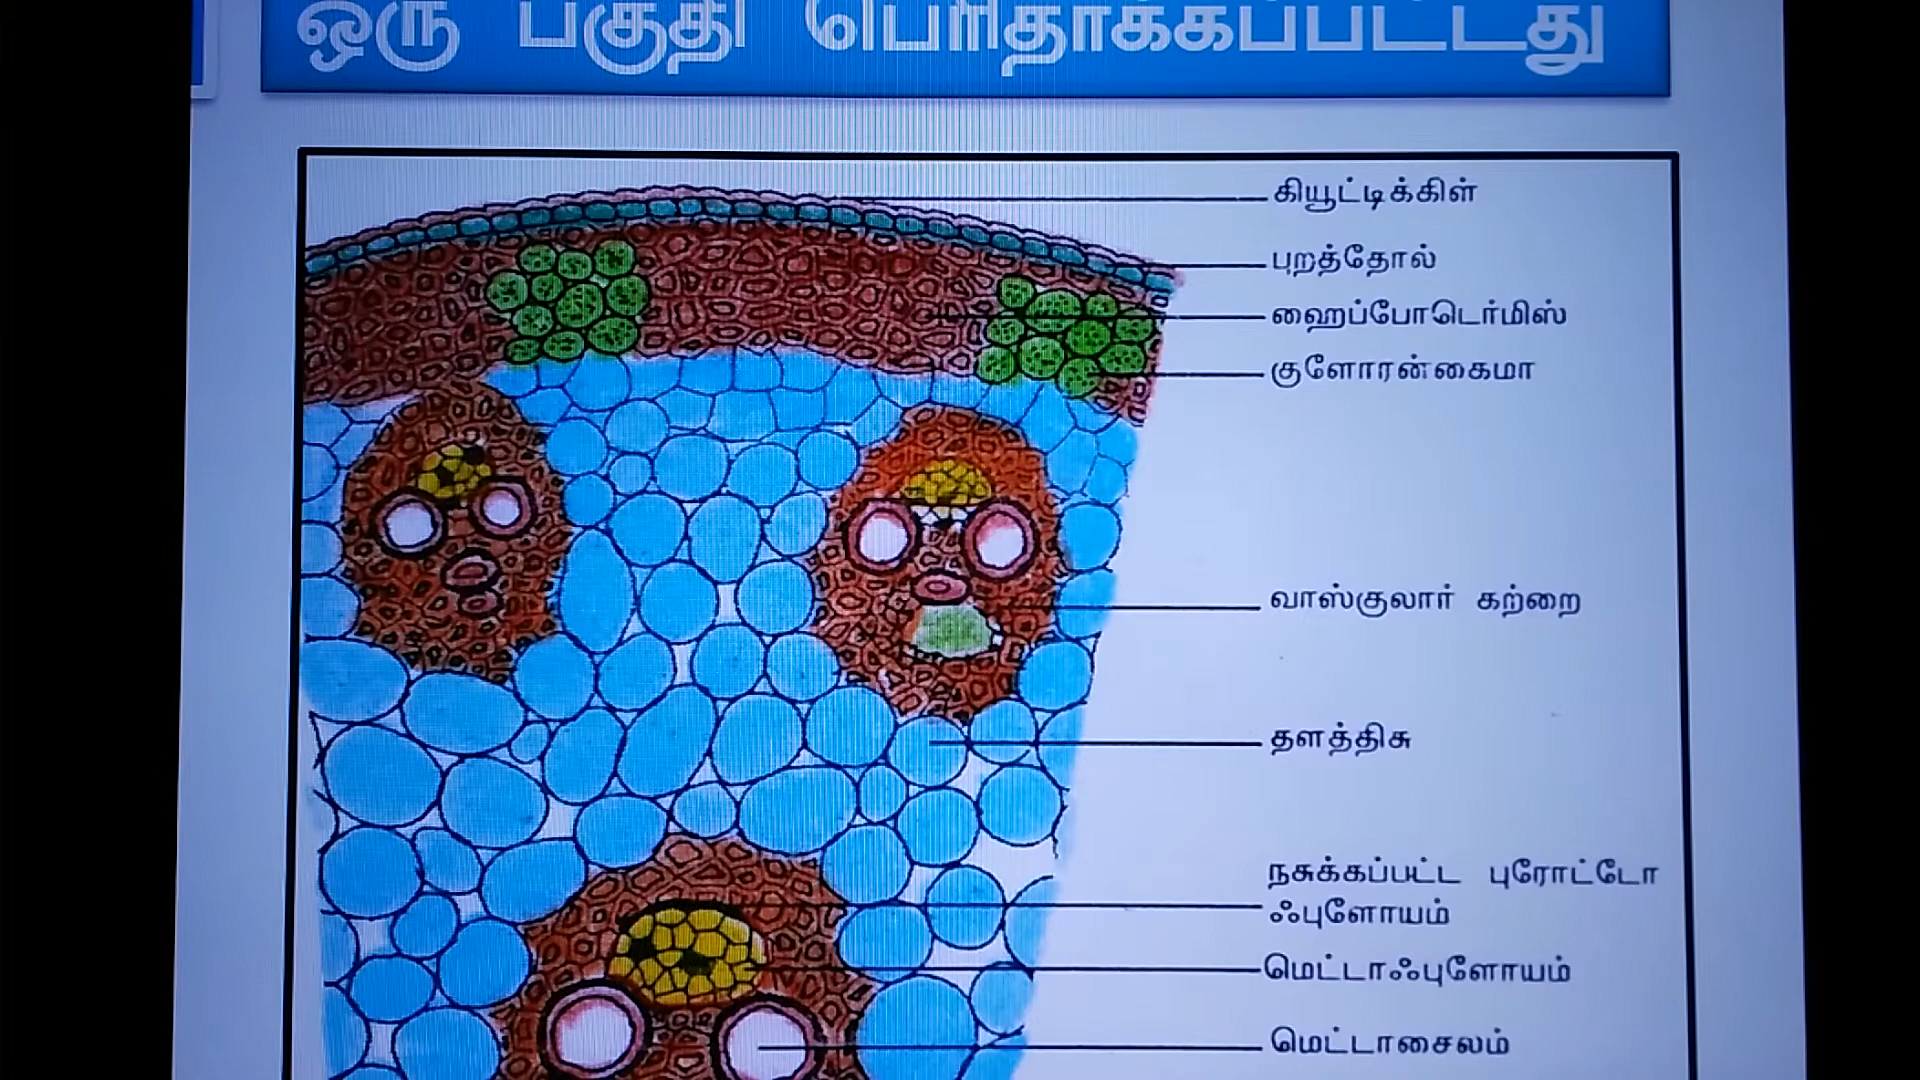 ஒரு பகுதி பெரிதாக்கப்பட்டது
கியூட்டிக்கிள்
புறத்தோல்
ஹைப்போடெர்மிஸ்
குளோரன்கைமா
வாஸ்குலார் கற்றை
தளத்திசு
நசுக்கப்பட்ட புரோட்டோ
ஃபுளோயம்
மெட்டாஃபுளோயம்
மெட்டாசைலம்